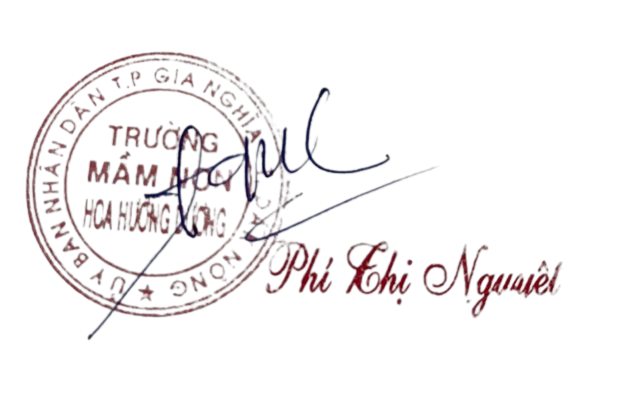 ỦY BAN NHÂN DÂN T.P GIA NGHĨA NÔNG ★
TRƯỜNG
MẦM NON
HOA HƯỚNG DƯƠNG
Phí Thị Nguyệt